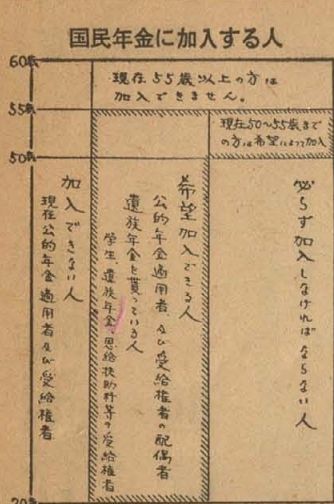 国民年金に加入する人
60歳
現在55歳以上の方は
加入できません。
55歳
現在50〜55歳まで
の方は希望によって加入
50歳
必らず加入しなければならない人
希望加入できる人
公的年金適用者及び受給権者の配偶者
遺族年金を貰っている人
学生、遺族年金、恩給扶助料等の受給権者
加入できない人
現在公的年金適用者及び受給権者
20歳